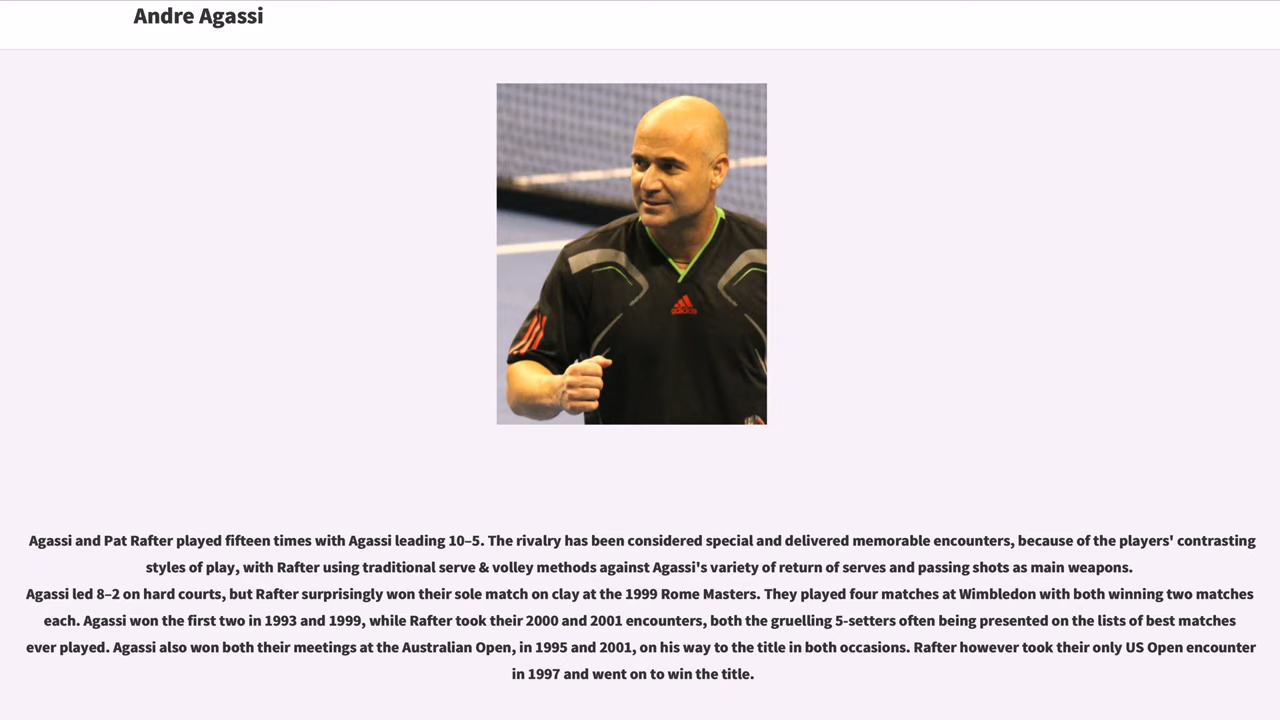 Andre Agassi
adidas
Agassi and Pat Rafter played fifteen times with Agassi leading 10–5. The rivalry has been considered special and delivered memorable encounters, because of the players' contrasting
styles of play, with Rafter using traditional serve & volley methods against Agassi's variety of return of serves and passing shots as main weapons.
Agassi led 8–2 on hard courts, but Rafter surprisingly won their sole match on clay at the 1999 Rome Masters. They played four matches at Wimbledon with both winning two matches
each. Agassi won the first two in 1993 and 1999, while Rafter took their 2000 and 2001 encounters, both the gruelling 5-setters often being presented on the lists of best matches
ever played. Agassi also won both their meetings at the Australian Open, in 1995 and 2001, on his way to the title in both occasions. Rafter however took their only US Open encounter
in 1997 and went on to win the title.